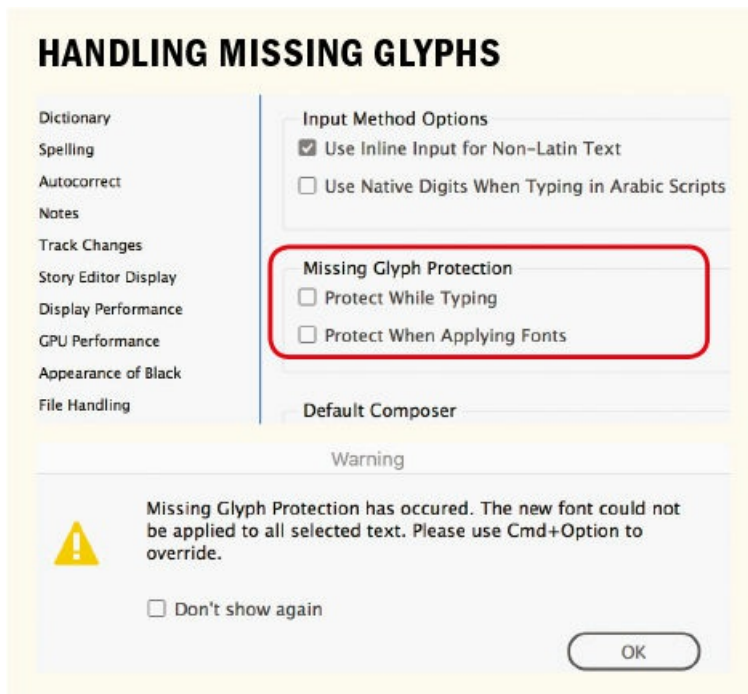 HANDLING MISSING GLYPHS
Dictionary
Spelling
Autocorrect
Notes
Track Changes
Story Editor Display
Display Performance
GPU Performance
Appearance of Black
File Handling
Input Method Options
Use Inline Input for Non-Latin Text
Use Native Digits When Typing in Arabic Scripts
Missing Glyph Protection
Protect While Typing
Protect When Applying Fonts
Default Composer
Warning
Missing Glyph Protection has occured. The new font could not
be applied to all selected text. Please use Cmd+Option to
override.
Don't show again
OK